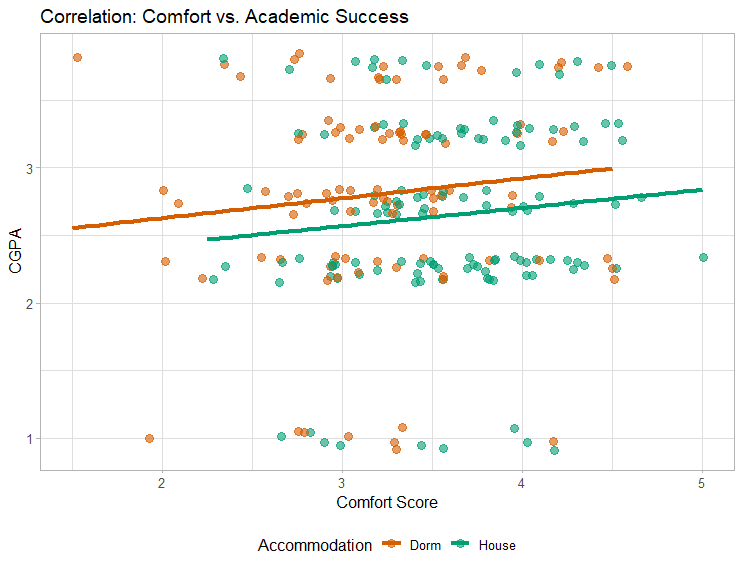 Correlation: Comfort vs. Academic Success
CGPA
3
2
1
2 3 4 5
Comfort Score
Accommodation Dorm House